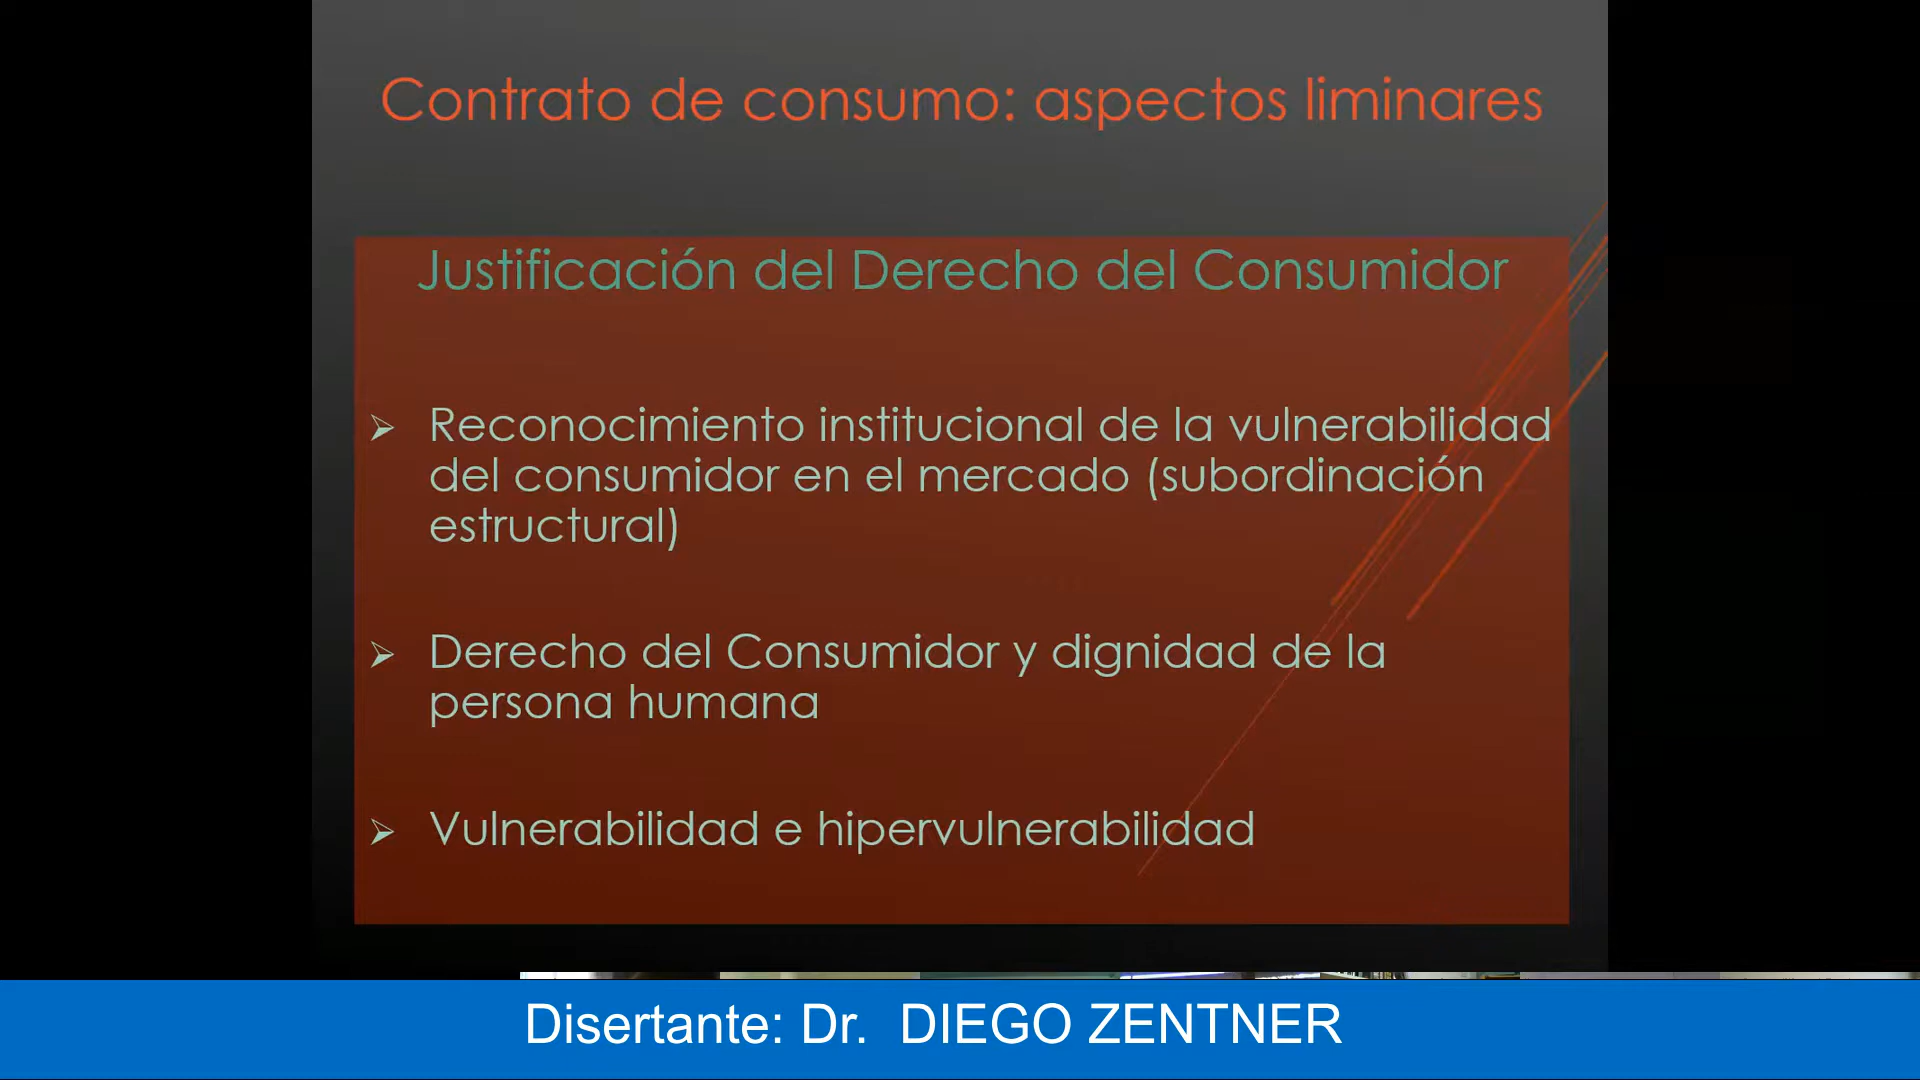 Contrato de consumo: aspectos liminares
Justificación del Derecho del Consumidor
Reconocimiento institucional de la vulnerabilidad
del consumidor en el mercado (subordinación
estructural)
Derecho del Consumidor y dignidad de la
persona humana
Vulnerabilidad e hipervulnerabilidad
Disertante: Dr. DIEGO ZENTNER